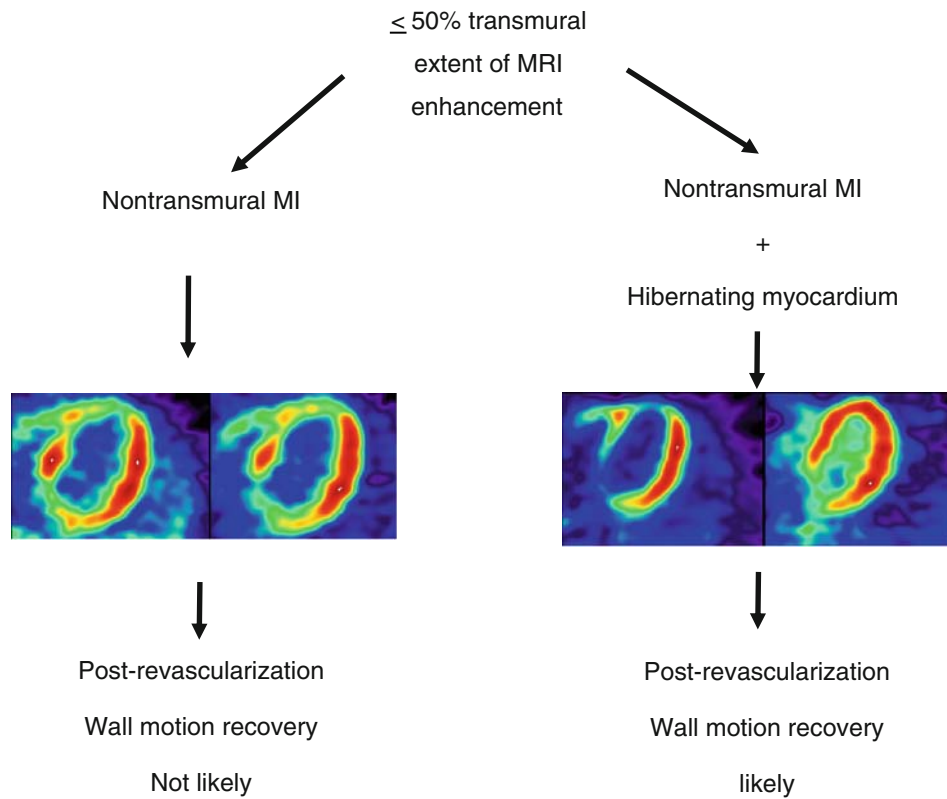 ≤ 50% transmural
extent of MRI
enhancement
Nontransmural MI
Nontransmural MI
+
Hibernating myocardium
Post-revascularization
Wall motion recovery
Not likely
Post-revascularization
Wall motion recovery
likely